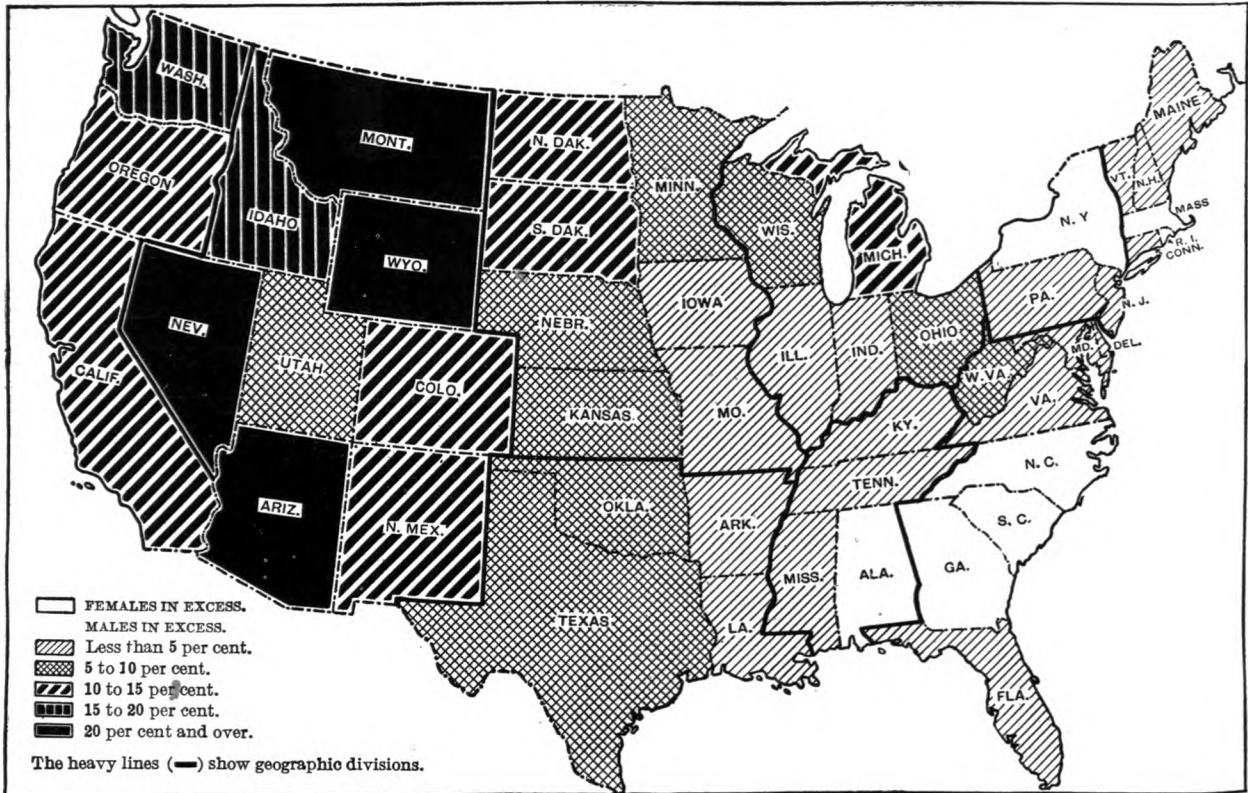 WASH.
MONT.
N. DAK.
MINN.
OREGON
IDAHO
S. DAK.
WIS.
MICH.
WYO.
N. Y
MAINE
VT.
N.H.
MASS
R. I.
CONN.
IOWA
NEBR.
PA.
N. J.
NEV.
UTAH
COLO.
CALIF.
ILL.
IND.
OHIO
W. VA.
MD.
DEL.
VA.
KANSAS.
MO.
KY.
N. C.
TENN.
ARIZ.
N. MEX.
OKLA.
ARK.
S. C.
MISS.
ALA.
GA.
TEXAS
LA.
FLA.
FEMALES IN EXCESS.
MALES IN EXCESS.
Less than 5 per cent.
5 to 10 per cent.
10 to 15 per cent.
15 to 20 per cent.
20 per cent and over.
The heavy lines (━) show geographic divisions.